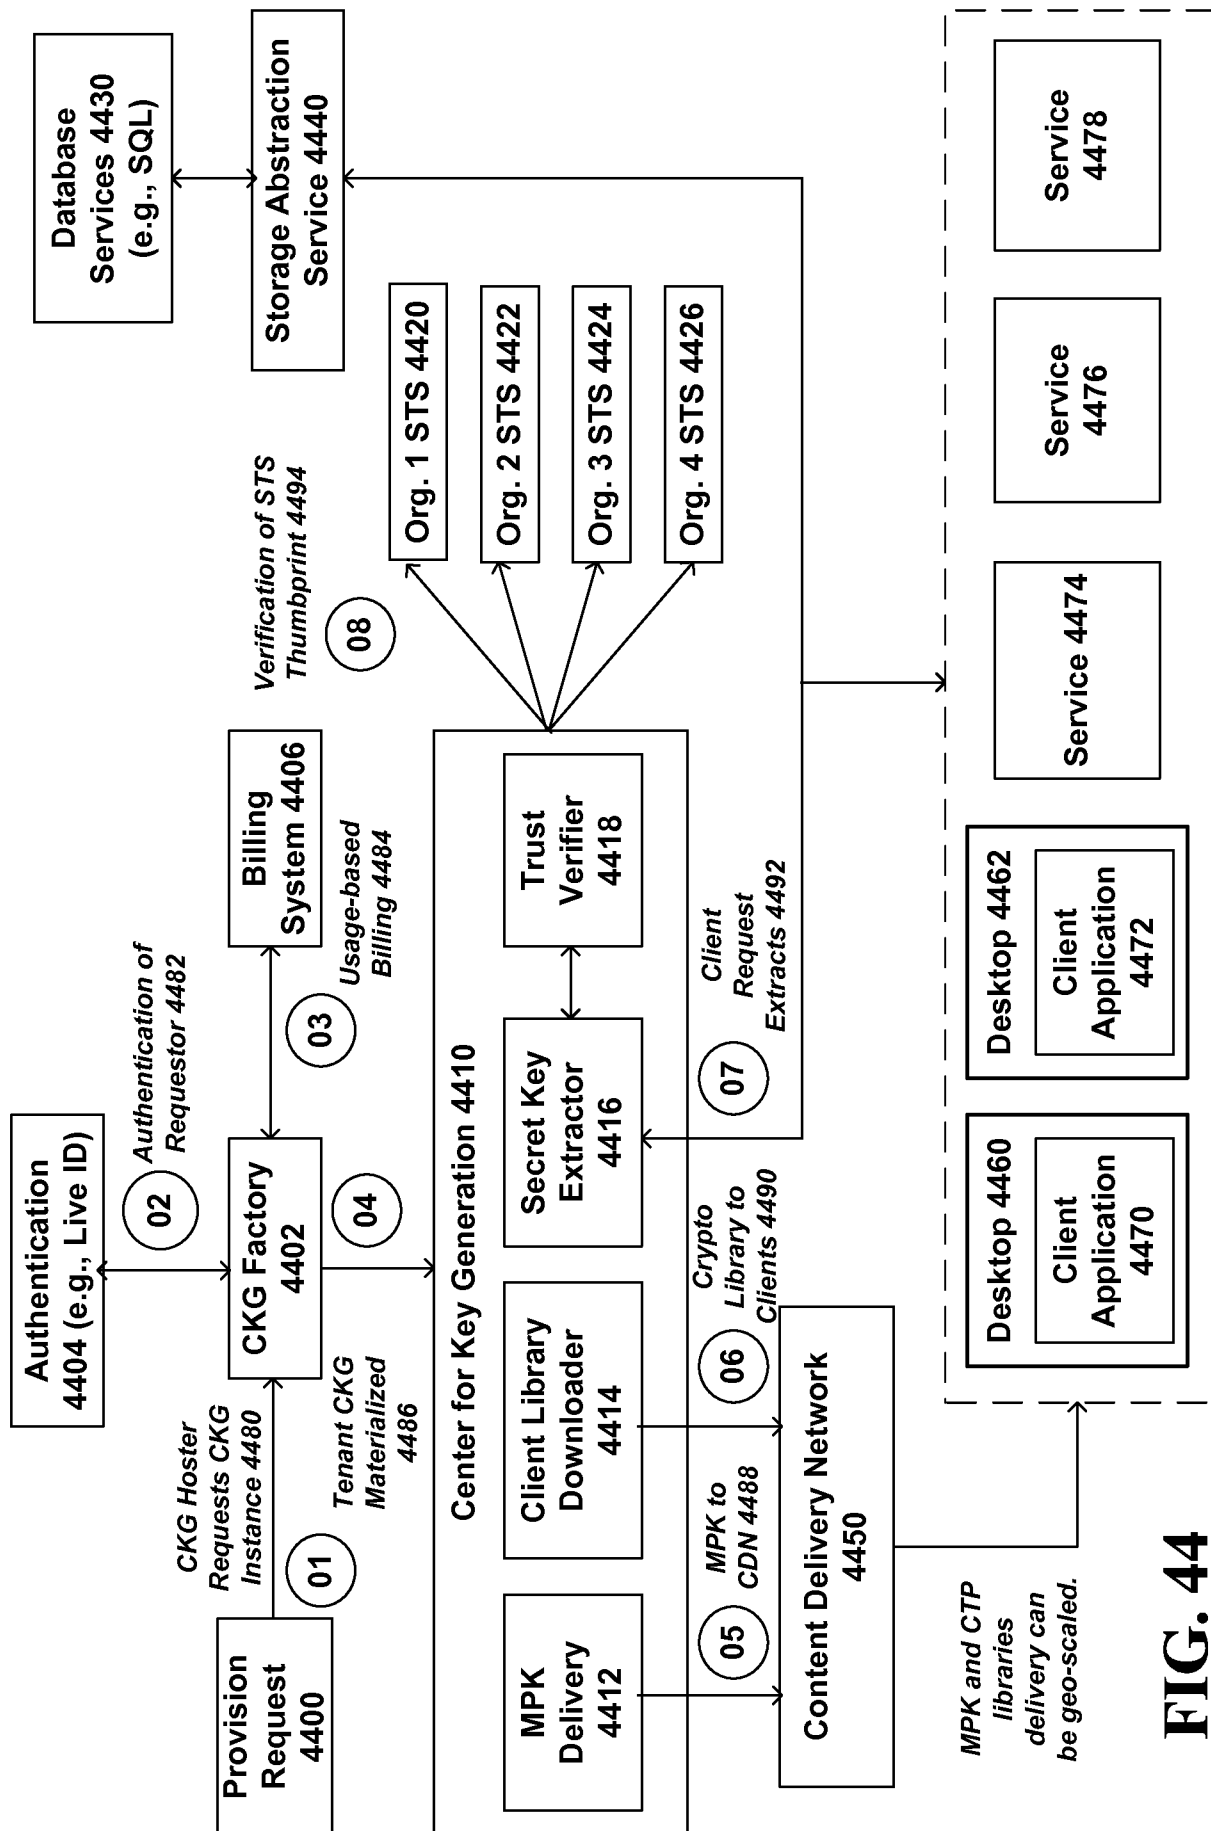 Authentication
4404 (e.g., Live ID)
Database
Services 4430
(e.g., SQL)
02
Authentication of
Requestor 4482
CKG Hoster
Requests CKG
Instance 4480
01
Provision
Request
4400
CKG Factory
4402
03
Billing
System 4406
Usage-based
Billing 4484
Verification of STS
Thumbprint 4494
08
Storage Abstraction
Service 4440
Tenant CKG
Materialized
4486
04
Center for Key Generation 4410
MPK
Delivery
4412
Client Library
Downloader
4414
Secret Key
Extractor
4416
Trust
Verifier
4418
Org. 1 STS 4420
Org. 2 STS 4422
Org. 3 STS 4424
Org. 4 STS 4426
05
MPK to
CDN 4488
06
Crypto
Library to
Clients 4490
07
Client
Request
Extracts 4492
Content Delivery Network
4450
MPK and CTP
libraries
delivery can
be geo-scaled.
Desktop 4460
Client
Application
4470
Desktop 4462
Client
Application
4472
Service 4474
Service
4476
Service
4478
FIG. 44